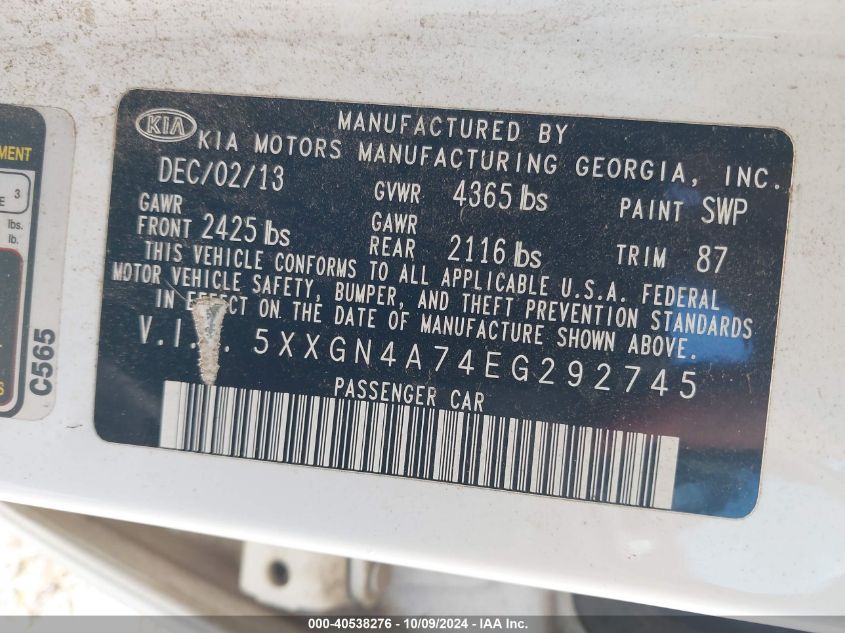 KIA
MANUFACTURED BY
KIA MOTORS MANUFACTURING GEORGIA, INC.
DEC/02/13 GVWR 4365 lbs PAINT SWP
GAWR FRONT 2425 lbs GAWR REAR 2116 lbs TRIM 87
THIS VEHICLE CONFORMS TO ALL APPLICABLE U.S.A. FEDERAL
MOTOR VEHICLE SAFETY, BUMPER, AND THEFT PREVENTION STANDARDS
IN EFFECT ON THE DATE OF MANUFACTURE SHOWN ABOVE.
V.I. . 5XXGN4A74EG292745
PASSENGER CAR
MENT
3
E
lbs.
lb.
C565
000-40538276 - 10/09/2024 - IAA Inc.